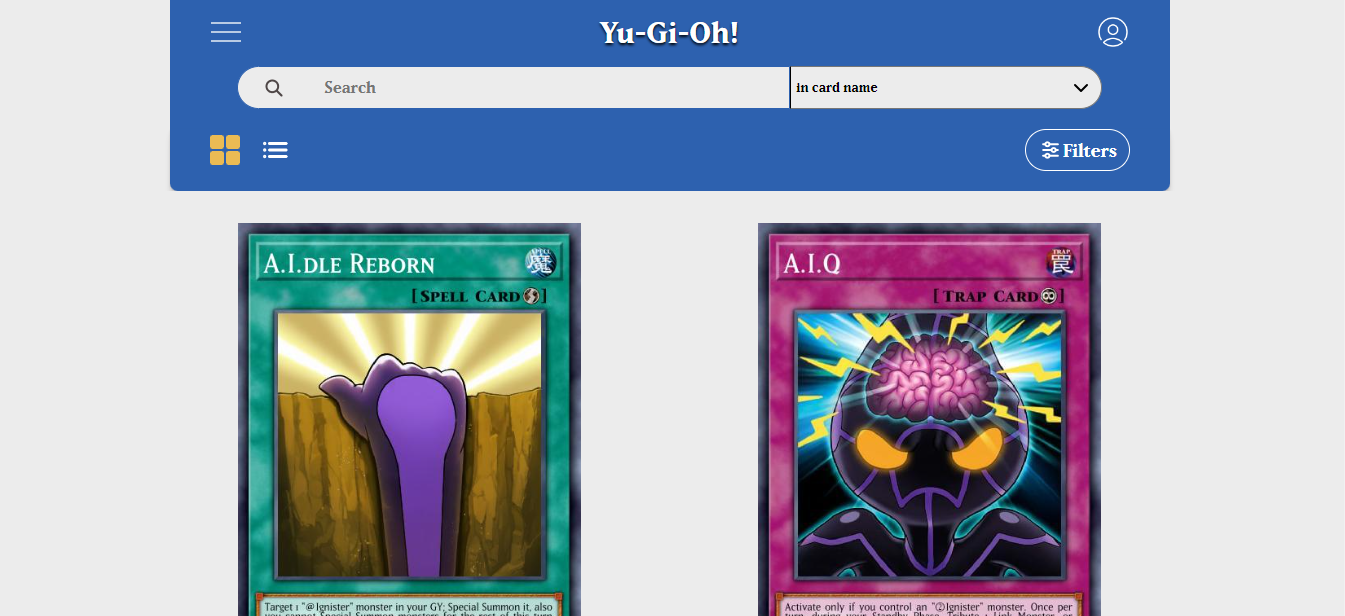 Yu-Gi-Oh!
Search
in card name
Filters
A.I.DLE REBORN
SPELL
魔
[ SPELL CARD ]
Target 1 "@Ignister" monster in your GY; Special Summon it, also
you cannot Special Summon monsters for the rest of this turn
A.I.Q
TRAP
罠
[ TRAP CARD ]
Activate only if you control an "@Ignister" monster. Once per
turn, during your Standby Phase, Tribute 1 Link Monster, or